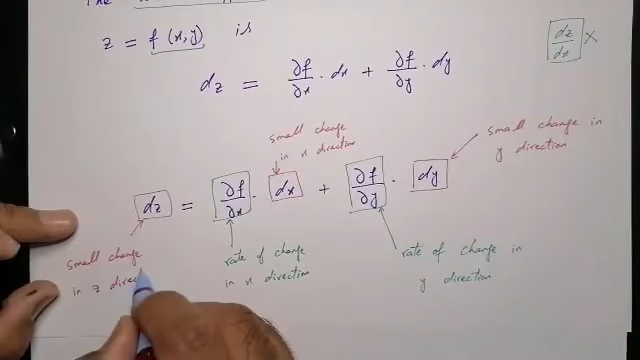 The
z = f(x,y) is
dz/dx ×
dz = ∂f/∂x · dx + ∂f/∂y · dy
small change
in x direction
small change in
y direction
dz = ∂f/∂x · dx + ∂f/∂y · dy
small change
in z direc
rate of change
in x direction
rate of change in
y direction